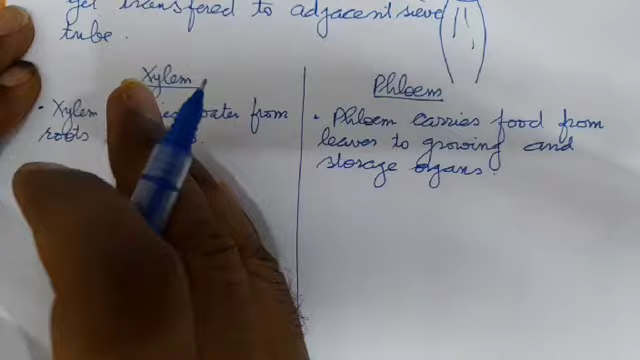 get transfered to adjacent sieve
tube.
Xylem
• Xylem water from
roots
Phloem
• Phloem carries food from
leaves to growing and
storage organs.